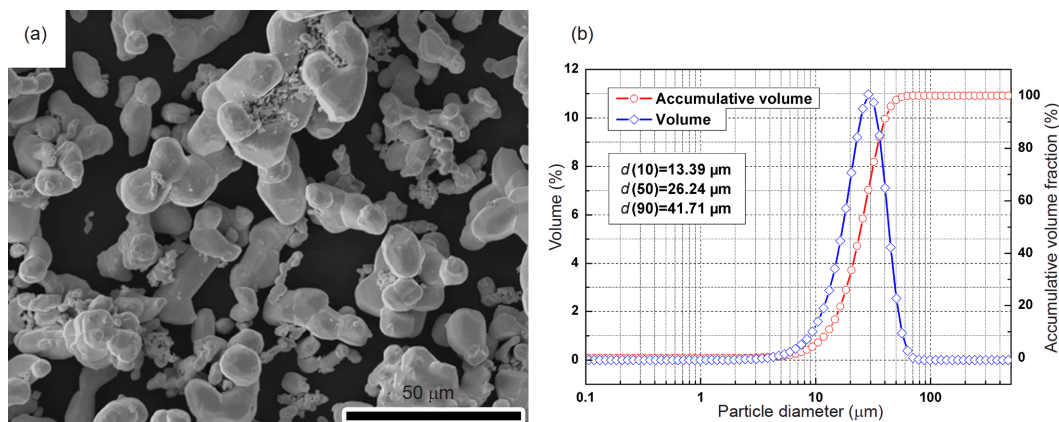 (a)
50 μm
(b)
Accumulative volume
Volume
d(10)=13.39 μm
d(50)=26.24 μm
d(90)=41.71 μm
Volume (%)
12
10
8
6
4
2
0
Accumulative volume fraction (%)
100
80
60
40
20
0
0.1 1 10 100
Particle diameter (μm)